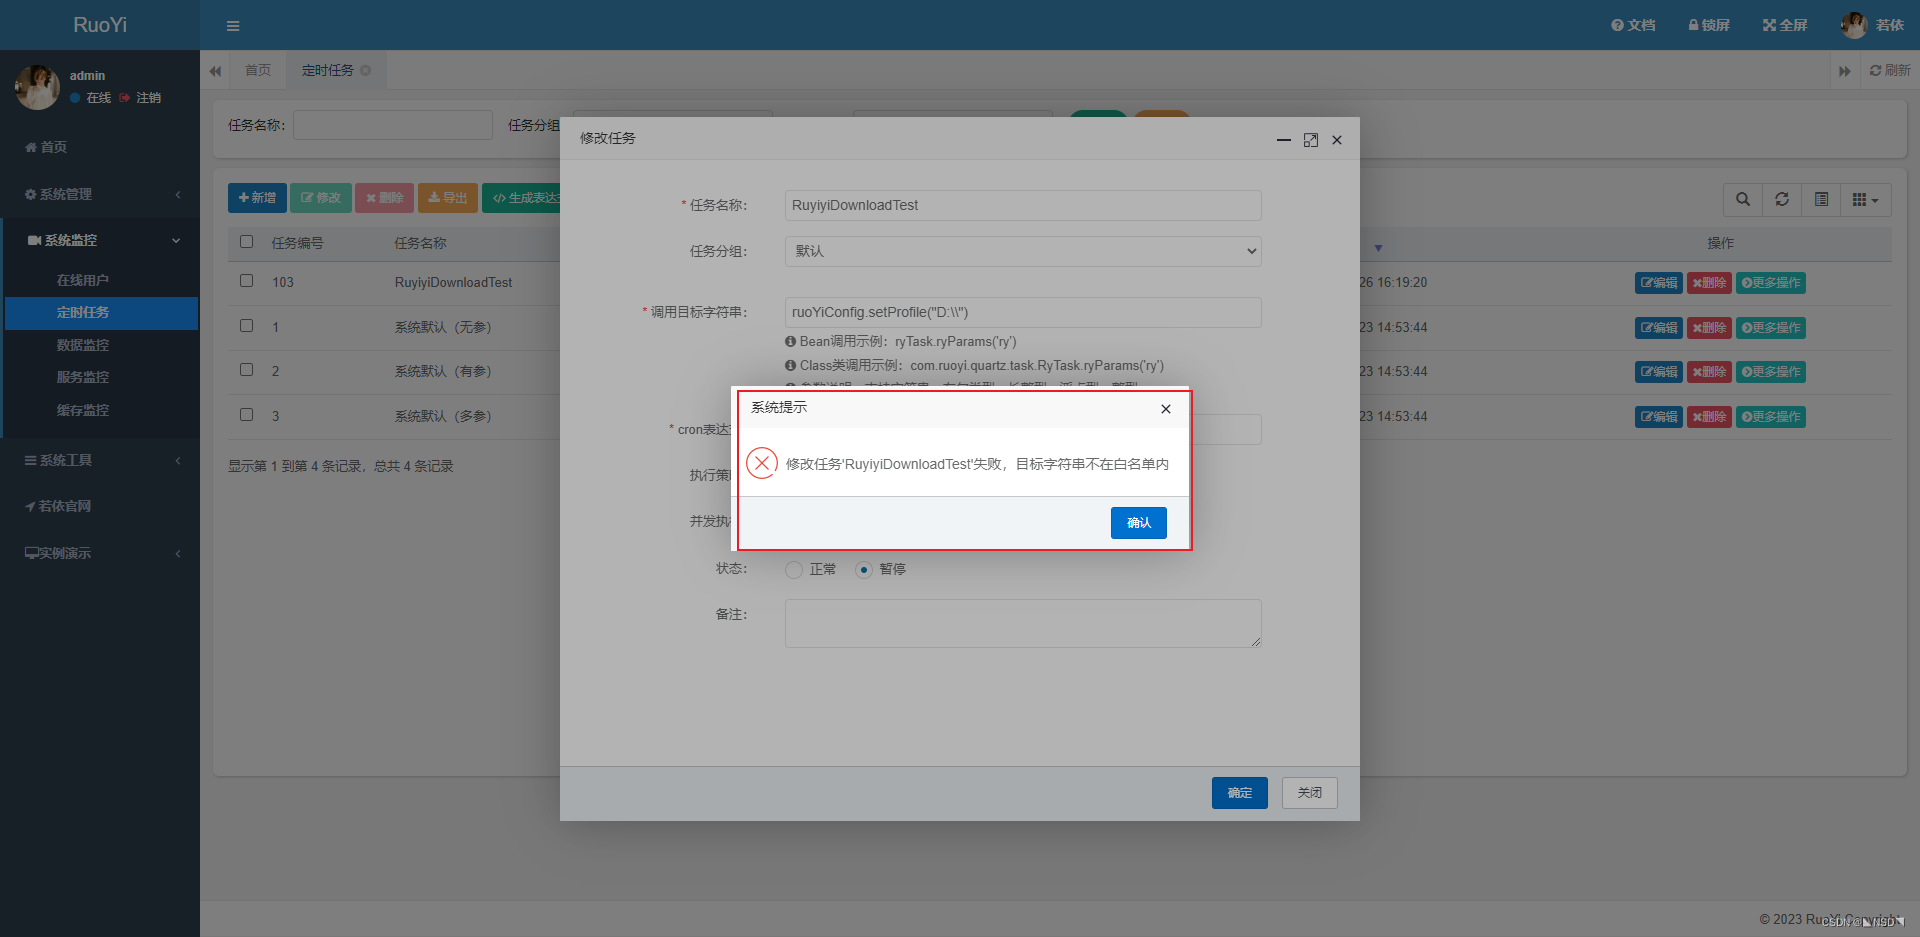 RuoYi
文档
锁屏
全屏
若依
admin
在线
注销
首页
定时任务
刷新
首页
系统管理
系统监控
在线用户
定时任务
数据监控
服务监控
缓存监控
系统工具
若依官网
实例演示
任务名称：
任务分组
新增
修改
删除
导出
生成表达
任务编号 任务名称 操作
103 RuyiyiDownloadTest 26 16:19:20 编辑 删除 更多操作
1 系统默认（无参） 23 14:53:44 编辑 删除 更多操作
2 系统默认（有参） 23 14:53:44 编辑 删除 更多操作
3 系统默认（多参） 23 14:53:44 编辑 删除 更多操作
显示第 1 到第 4 条记录，总共 4 条记录
修改任务
* 任务名称： RuyiyiDownloadTest
任务分组： 默认
* 调用目标字符串： ruoYiConfig.setProfile("D:\\")
Bean调用示例：ryTask.ryParams('ry')
Class类调用示例：com.ruoyi.quartz.task.RyTask.ryParams('ry')
* cron表达
执行策
并发执
系统提示
修改任务'RuyiyiDownloadTest'失败，目标字符串不在白名单内
确认
状态： 正常 暂停
备注：
确定
关闭
© 2023 RuoYi Copyright